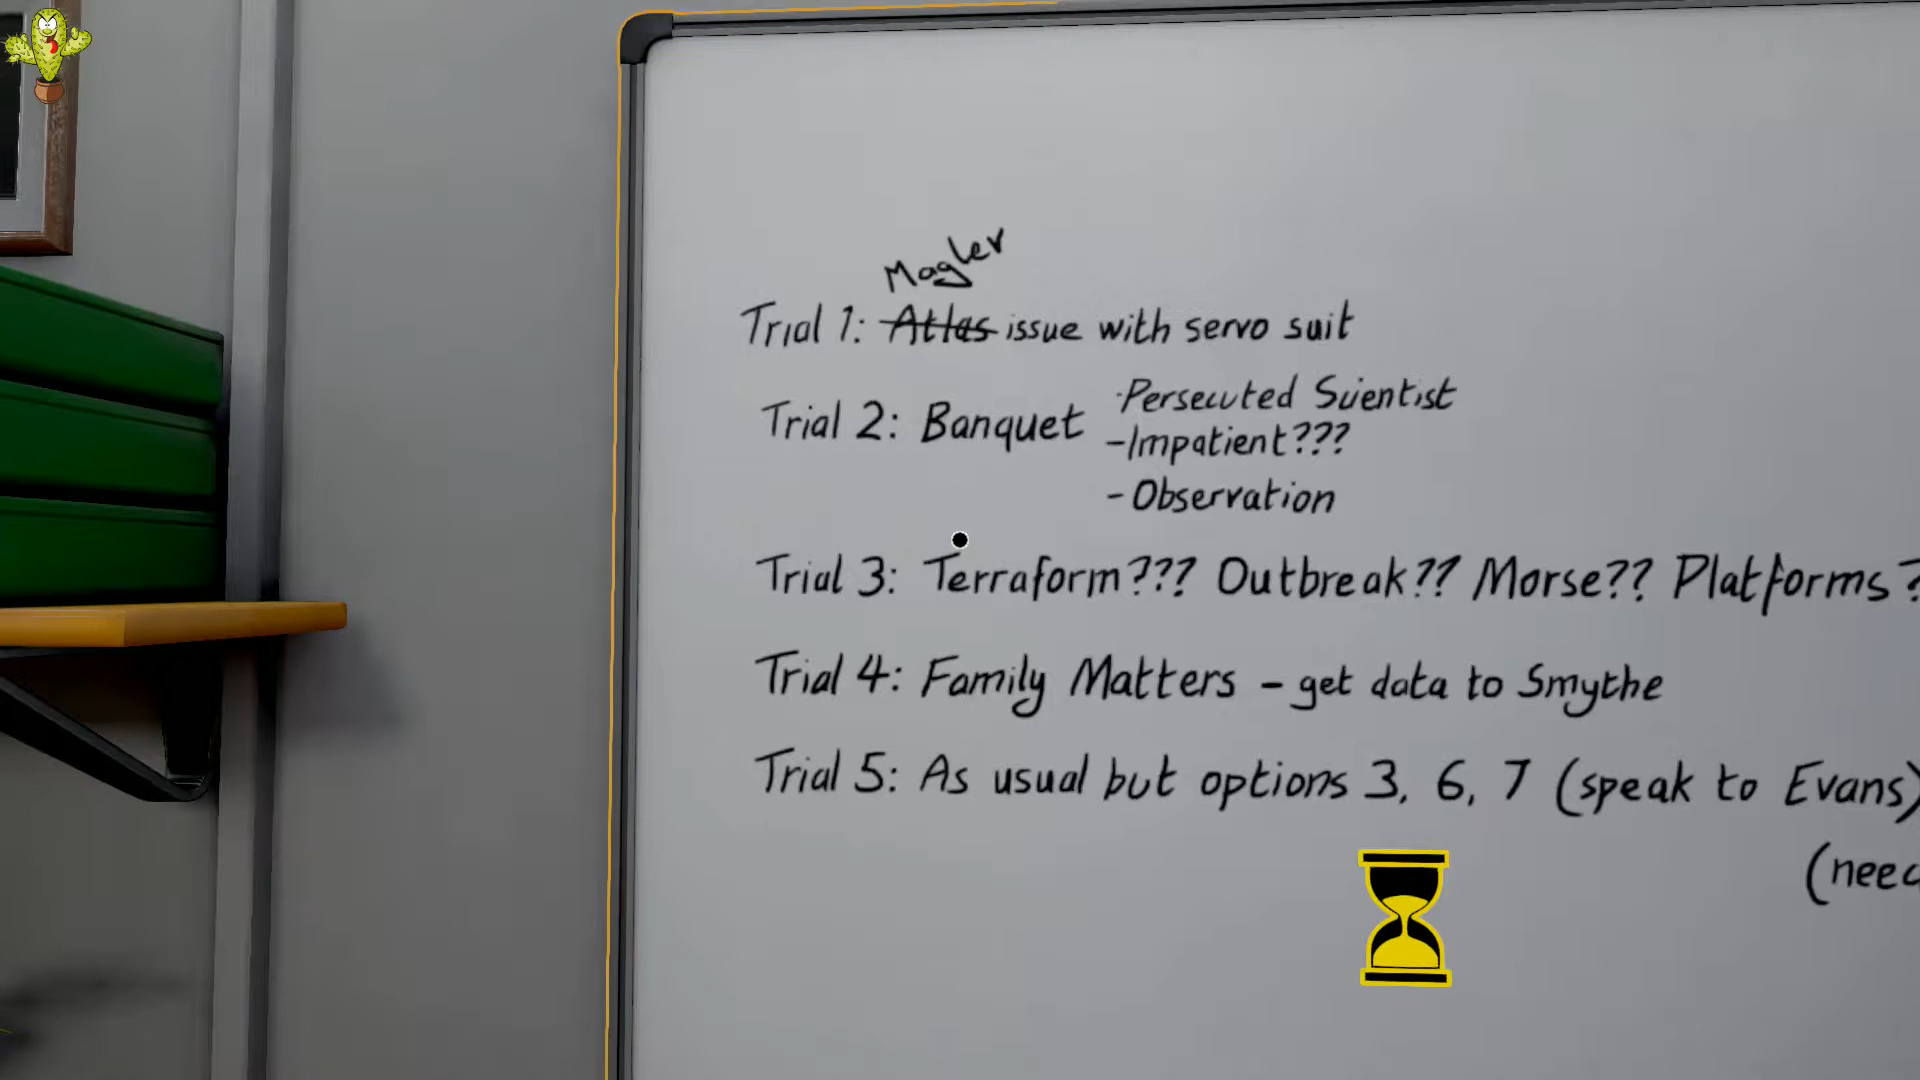 Magler
Trial 1: Atlas issue with servo suit
Trial 2: Banquet
·Persecuted Scientist
-Impatient???
-Observation
Trial 3: Terraform??? Outbreak?? Morse?? Platforms?
Trial 4: Family Matters - get data to Smythe
Trial 5: As usual but options 3, 6, 7 (speak to Evans)